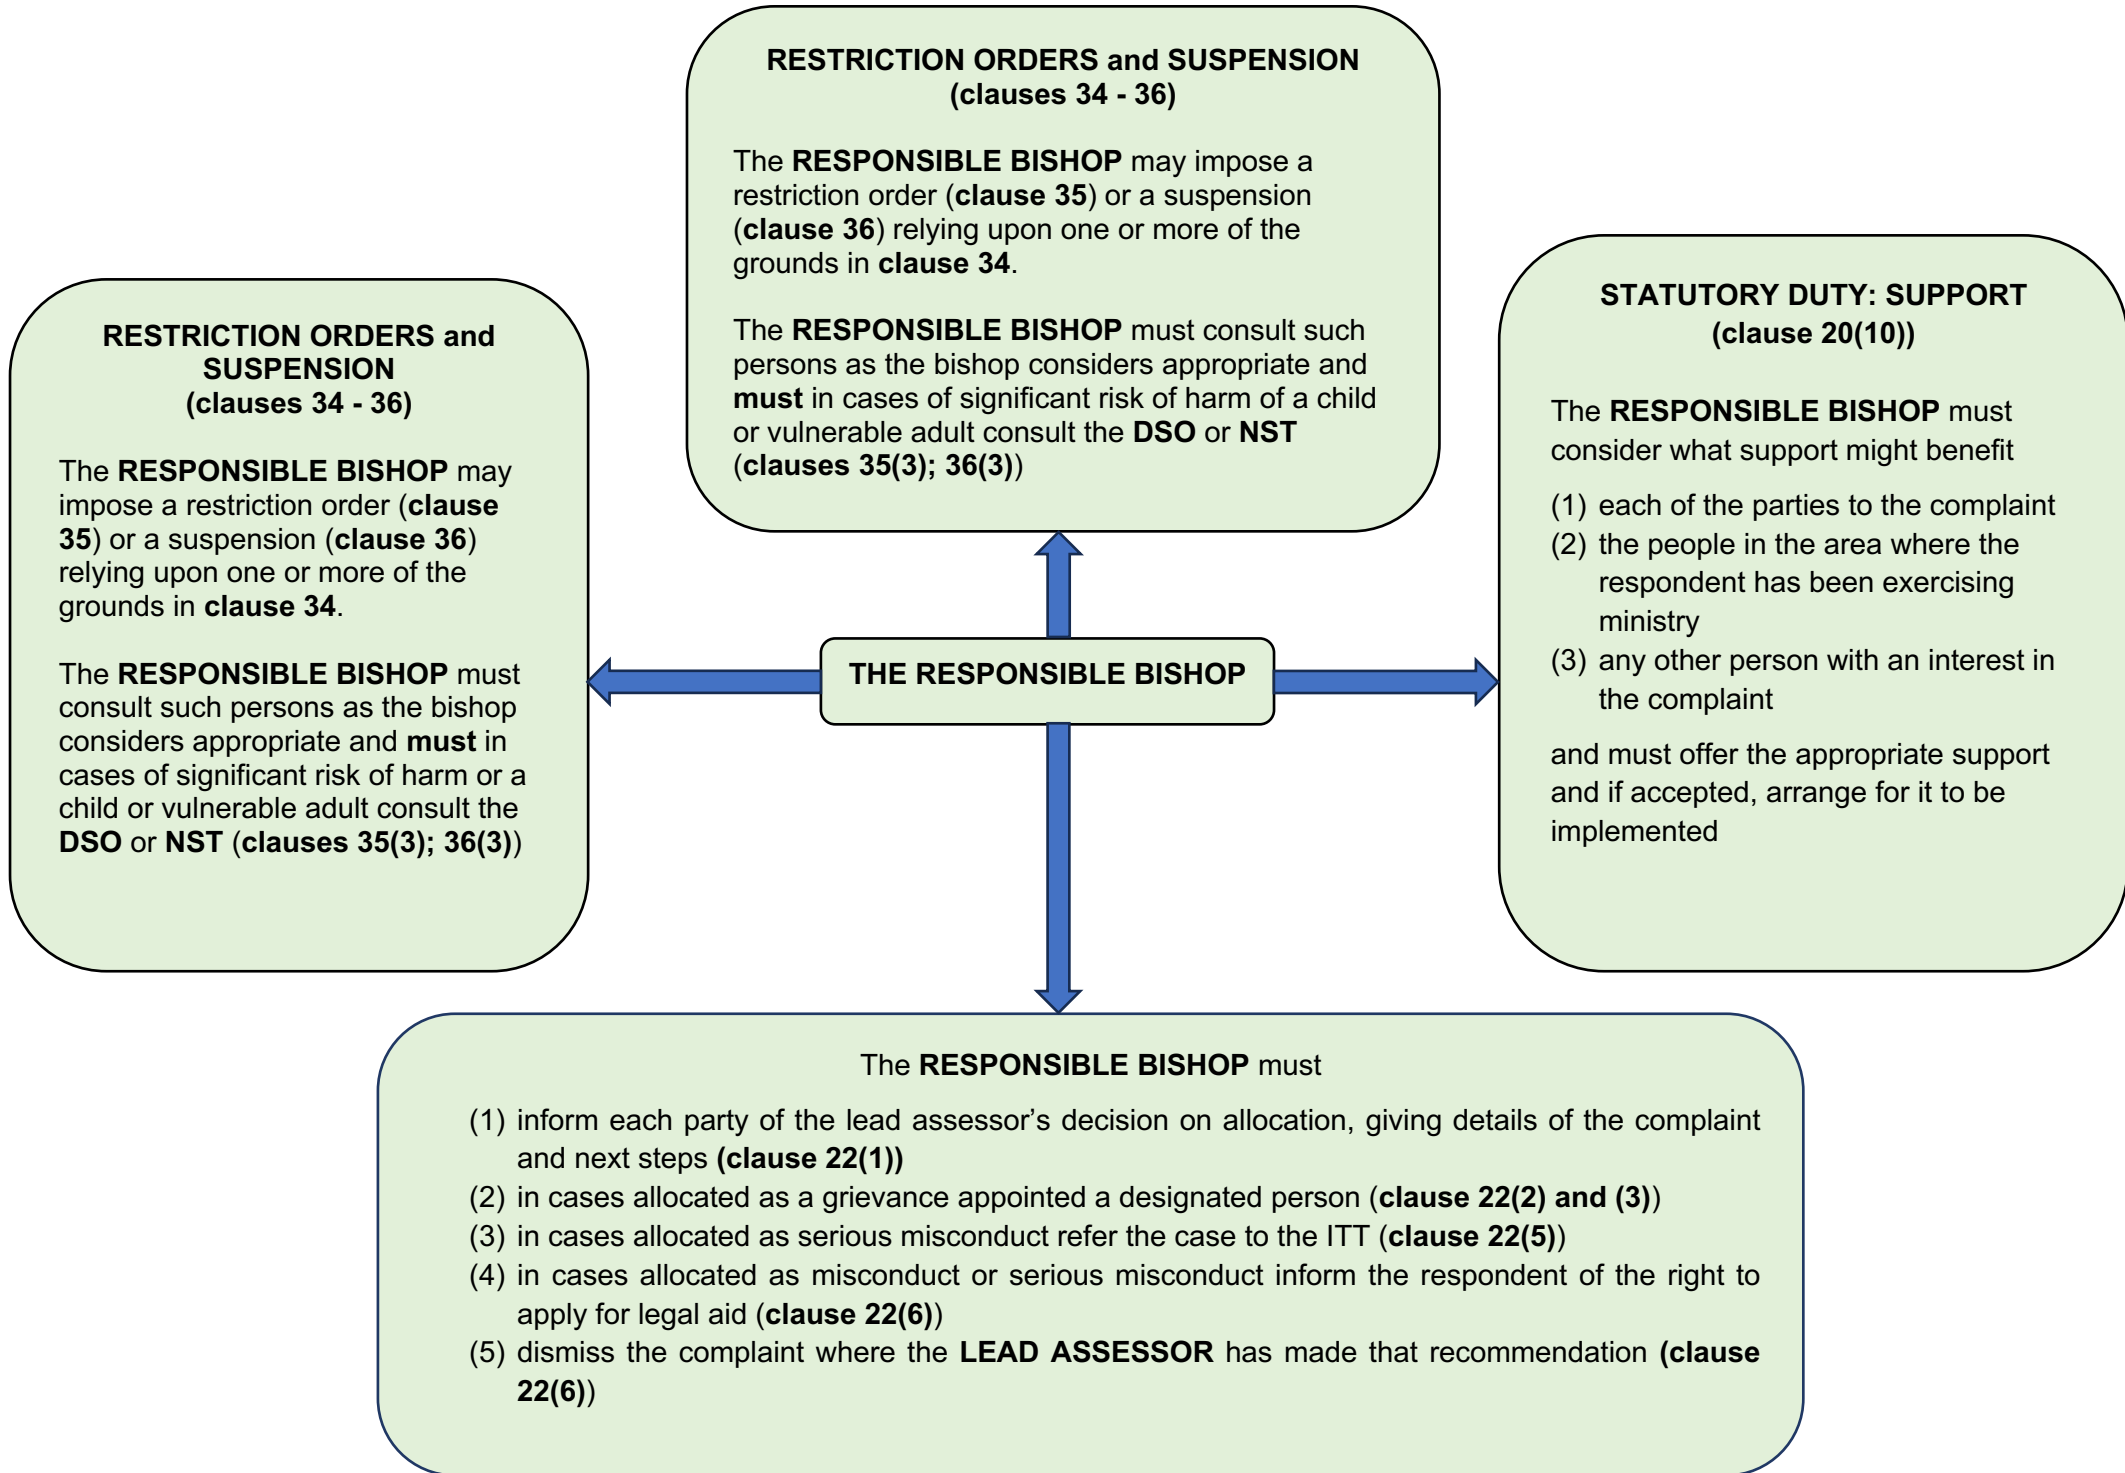 RESTRICTION ORDERS and SUSPENSION
(clauses 34 - 36)
The RESPONSIBLE BISHOP may impose a
restriction order (clause 35) or a suspension
(clause 36) relying upon one or more of the
grounds in clause 34.
The RESPONSIBLE BISHOP must consult such
persons as the bishop considers appropriate and
must in cases of significant risk of harm of a child
or vulnerable adult consult the DSO or NST
(clauses 35(3); 36(3))
RESTRICTION ORDERS and
SUSPENSION
(clauses 34 - 36)
The RESPONSIBLE BISHOP may
impose a restriction order (clause
35) or a suspension (clause 36)
relying upon one or more of the
grounds in clause 34.
The RESPONSIBLE BISHOP must
consult such persons as the bishop
considers appropriate and must in
cases of significant risk of harm or a
child or vulnerable adult consult the
DSO or NST (clauses 35(3); 36(3))
THE RESPONSIBLE BISHOP
STATUTORY DUTY: SUPPORT
(clause 20(10))
The RESPONSIBLE BISHOP must
consider what support might benefit
(1) each of the parties to the complaint
(2) the people in the area where the
respondent has been exercising
ministry
(3) any other person with an interest in
the complaint
and must offer the appropriate support
and if accepted, arrange for it to be
implemented
The RESPONSIBLE BISHOP must
(1) inform each party of the lead assessor's decision on allocation, giving details of the complaint
and next steps (clause 22(1))
(2) in cases allocated as a grievance appointed a designated person (clause 22(2) and (3))
(3) in cases allocated as serious misconduct refer the case to the ITT (clause 22(5))
(4) in cases allocated as misconduct or serious misconduct inform the respondent of the right to
apply for legal aid (clause 22(6))
(5) dismiss the complaint where the LEAD ASSESSOR has made that recommendation (clause
22(6))